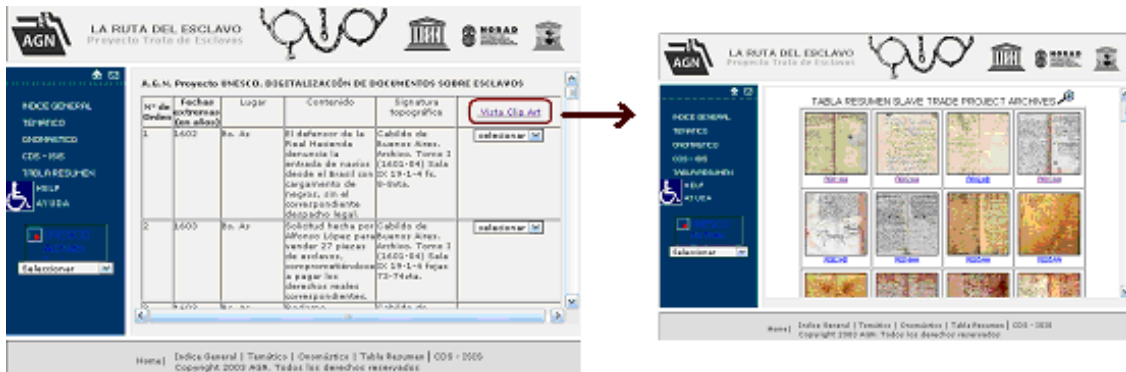 AGN
LA RUTA DEL ESCLAVO
Proyecto Trata de Esclavos
NORAD
INDICE GENERAL
TEMÁTICO
ONOMÁSTICO
CDS - ISIS
TABLA RESUMEN
HELP
AYUDA
Seleccionar
A.G.N. Proyecto UNESCO. DIGITALIZACIÓN DE DOCUMENTOS SOBRE ESCLAVOS
Nº de Orden
Fechas extremas (en años)
Lugar
Contenido
Signatura topográfica
Vista Clip Art
1
1602
Bs. As
El defensor de la
Real Hacienda
denuncia la
entrada de navíos
desde el Brasil con
cargamento de
negros, sin el
correspondiente
despacho legal.
Cabildo de
Buenos Aires.
Archivo. Tomo I
(1601-04) Sala
IX 19-1-4 fs.
selecionar
2
1603
Bs. As
Solicitud hecha por
Alfonso López para
vender 27 piezas
de esclavos,
comprometiéndose
a pagar los
derechos reales
correspondientes.
Cabildo de
Buenos Aires.
Archivo. Tomo I
(1601-04) Sala
IX 19-1-4 fojas
73-74vta.
selecionar
Home| Indice General | Temático | Onomástico | Tabla Resumen | CDS - ISIS
Copyright 2003 AGN. Todos los derechos reservados
AGN
LA RUTA DEL ESCLAVO
Proyecto Trata de Esclavos
NORAD
INDICE GENERAL
TEMÁTICO
ONOMÁSTICO
CDS - ISIS
TABLA RESUMEN
HELP
AYUDA
Seleccionar
TABLA RESUMEN SLAVE TRADE PROJECT ARCHIVES
Home| Indice General | Temático | Onomástico | Tabla Resumen | CDS - ISIS
Copyright 2003 AGN. Todos los derechos reservados